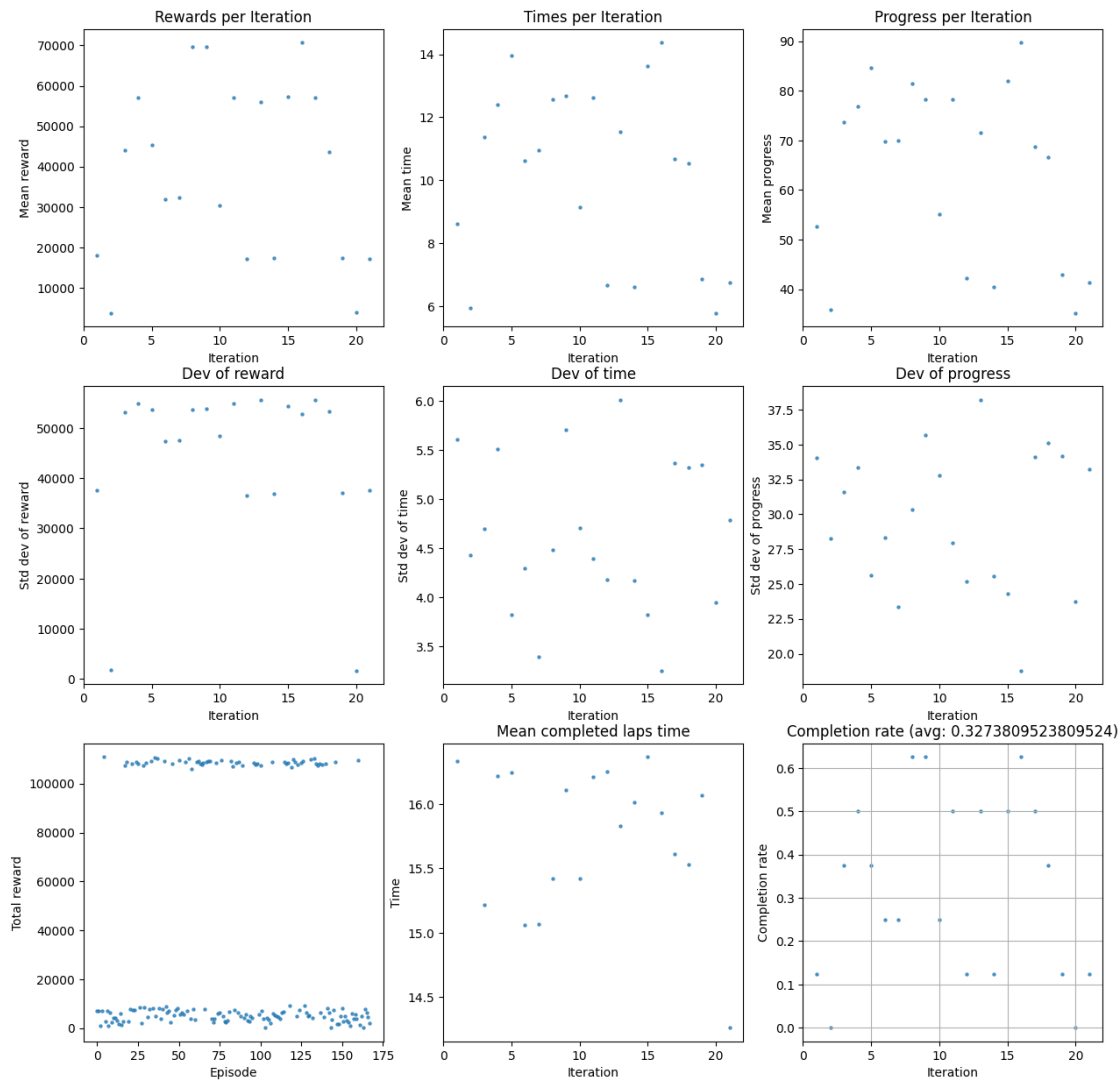 Rewards per Iteration
Mean reward
70000
60000
50000
40000
30000
20000
10000
0 5 10 15 20
Iteration
Times per Iteration
Mean time
14
12
10
8
6
0 5 10 15 20
Iteration
Progress per Iteration
Mean progress
90
80
70
60
50
40
0 5 10 15 20
Iteration
Dev of reward
Std dev of reward
50000
40000
30000
20000
10000
0
0 5 10 15 20
Iteration
Dev of time
Std dev of time
6.0
5.5
5.0
4.5
4.0
3.5
0 5 10 15 20
Iteration
Dev of progress
Std dev of progress
37.5
35.0
32.5
30.0
27.5
25.0
22.5
20.0
0 5 10 15 20
Iteration
Total reward
100000
80000
60000
40000
20000
0
0 25 50 75 100 125 150 175
Episode
Mean completed laps time
Time
16.0
15.5
15.0
14.5
0 5 10 15 20
Iteration
Completion rate (avg: 0.3273809523809524)
Completion rate
0.6
0.5
0.4
0.3
0.2
0.1
0.0
0 5 10 15 20
Iteration